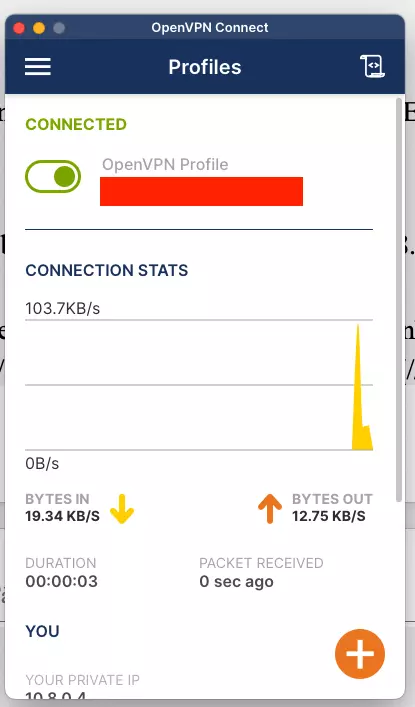 OpenVPN Connect
Profiles
CONNECTED
OpenVPN Profile
CONNECTION STATS
103.7KB/s
0B/s
BYTES IN
19.34 KB/S
BYTES OUT
12.75 KB/S
DURATION
00:00:03
PACKET RECEIVED
0 sec ago
YOU
YOUR PRIVATE IP
10.8.0.4